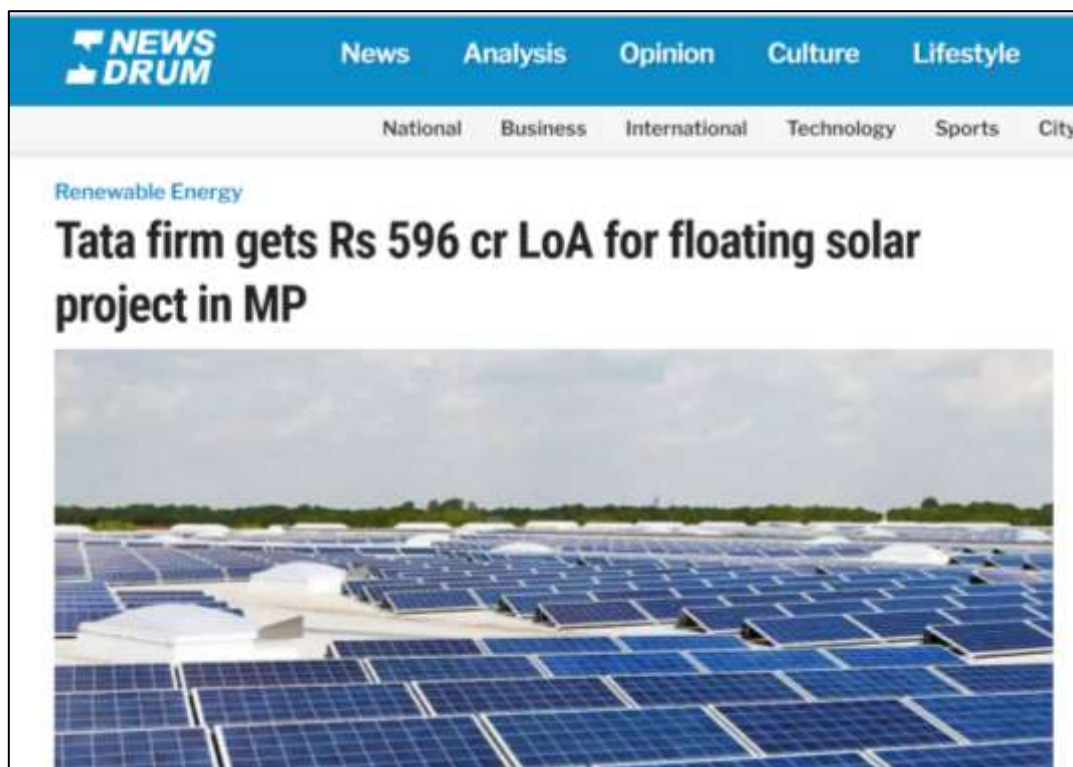 NEWS
DRUM
News Analysis Opinion Culture Lifestyle
National Business International Technology Sports City
Renewable Energy
Tata firm gets Rs 596 cr LoA for floating solar
project in MP